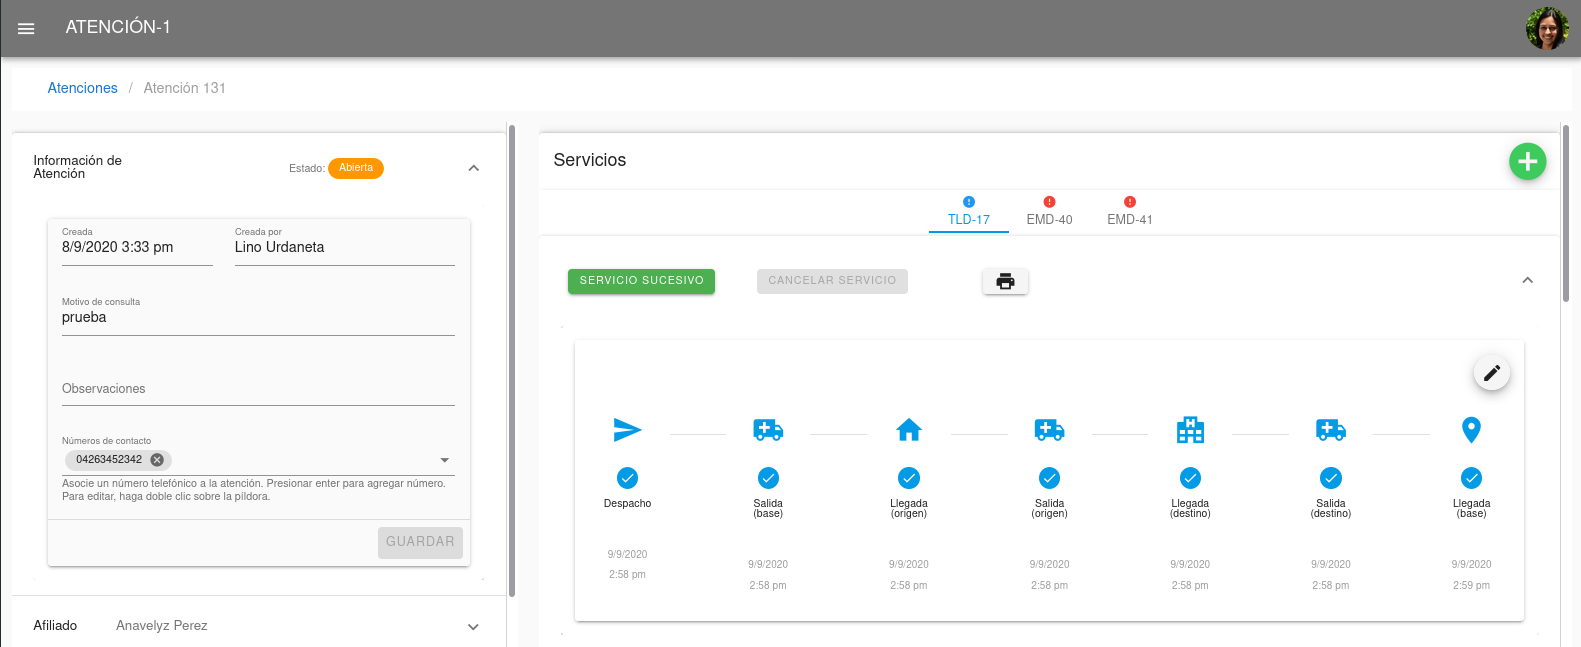 ATENCIÓN-1
Atenciones / Atención 131
Información de
Atención
Estado: Abierta
Creada
8/9/2020 3:33 pm
Creada por
Lino Urdaneta
Motivo de consulta
prueba
Observaciones
Números de contacto
04263452342
Asocie un número telefónico a la atención. Presionar enter para agregar número.
Para editar, haga doble clic sobre la píldora.
GUARDAR
Afiliado Anavelyz Perez
Servicios
TLD-17 EMD-40 EMD-41
SERVICIO SUCESIVO CANCELAR SERVICIO
Despacho
9/9/2020
2:58 pm
Salida
(base)
9/9/2020
2:58 pm
Llegada
(origen)
9/9/2020
2:58 pm
Salida
(origen)
9/9/2020
2:58 pm
Llegada
(destino)
9/9/2020
2:58 pm
Salida
(destino)
9/9/2020
2:58 pm
Llegada
(base)
9/9/2020
2:59 pm